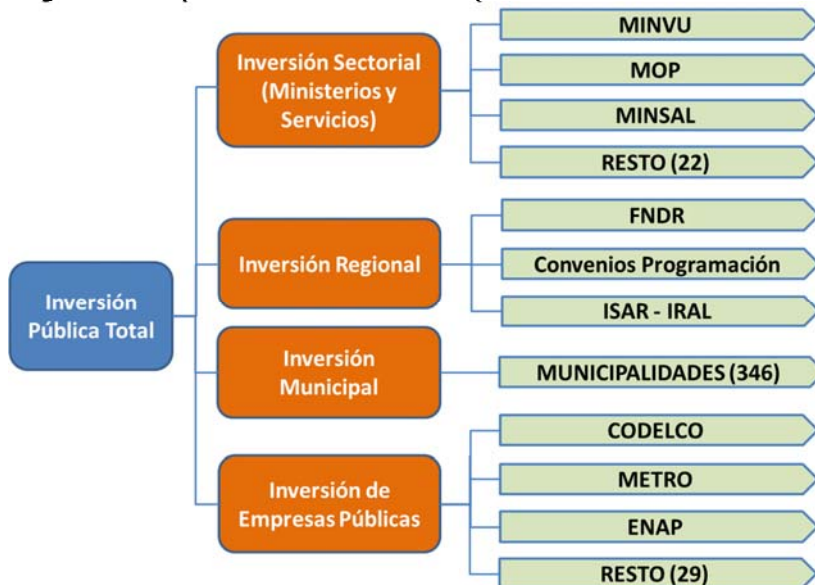 Inversión
Pública Total
Inversión Sectorial
(Ministerios y
Servicios)
MINVU
MOP
MINSAL
RESTO (22)
Inversión Regional
FNDR
Convenios Programación
ISAR - IRAL
Inversión
Municipal
MUNICIPALIDADES (346)
Inversión de
Empresas Públicas
CODELCO
METRO
ENAP
RESTO (29)